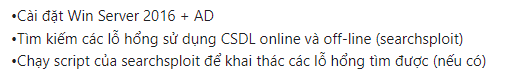 •Cài đặt Win Server 2016 + AD
•Tìm kiếm các lỗ hổng sử dụng CSDL online và off-line (searchsploit)
•Chạy script của searchsploit để khai thác các lỗ hổng tìm được (nếu có)